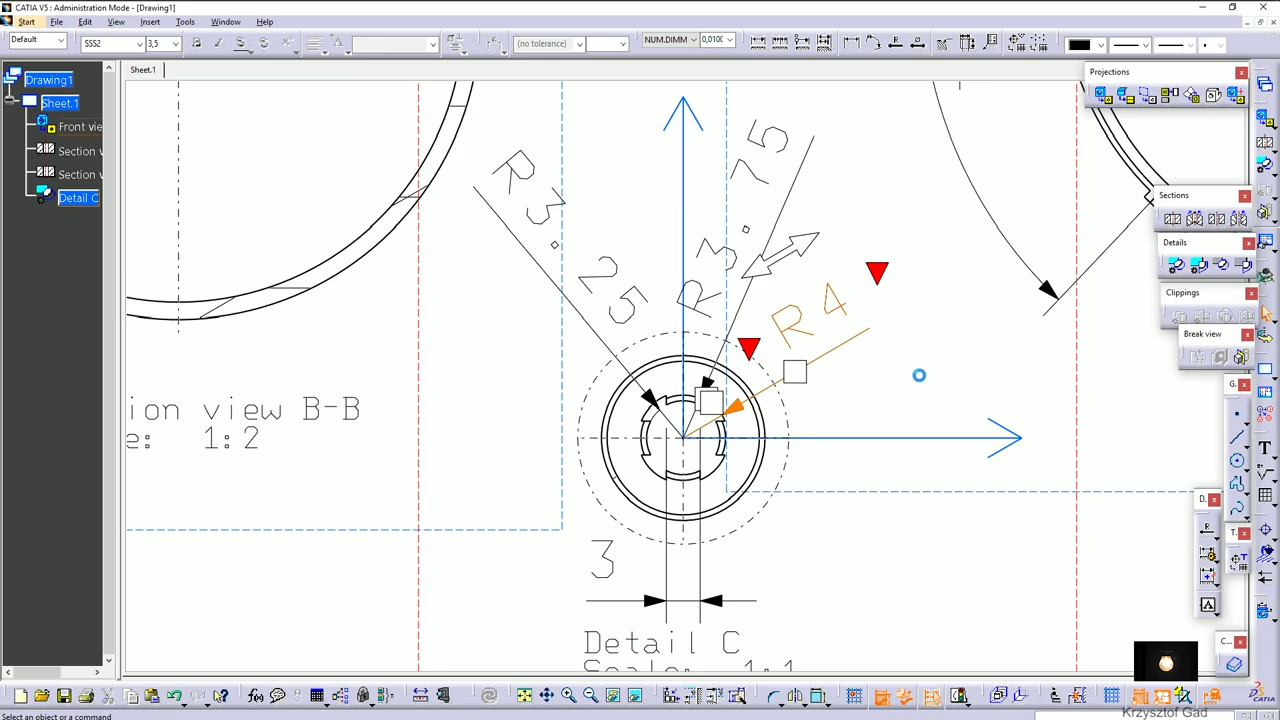 CATIA V5 : Administration Mode - [Drawing1]
Start File Edit View Insert Tools Window Help
Default SSS2 3,5 (no tolerance) NUM.DIMM 0,0100
Sheet.1
Projections
Drawing1
Sheet.1
Front vie
Section v
Section v
Detail C
R3.25
R3.75
R4
Sections
Details
Clippings
Break view
G.
ion view B-B
e: 1:2
D.
T.
3
Detail C
Scale: 1:1
C...
CATIA
Select an object or a command
Krzysztof Gad